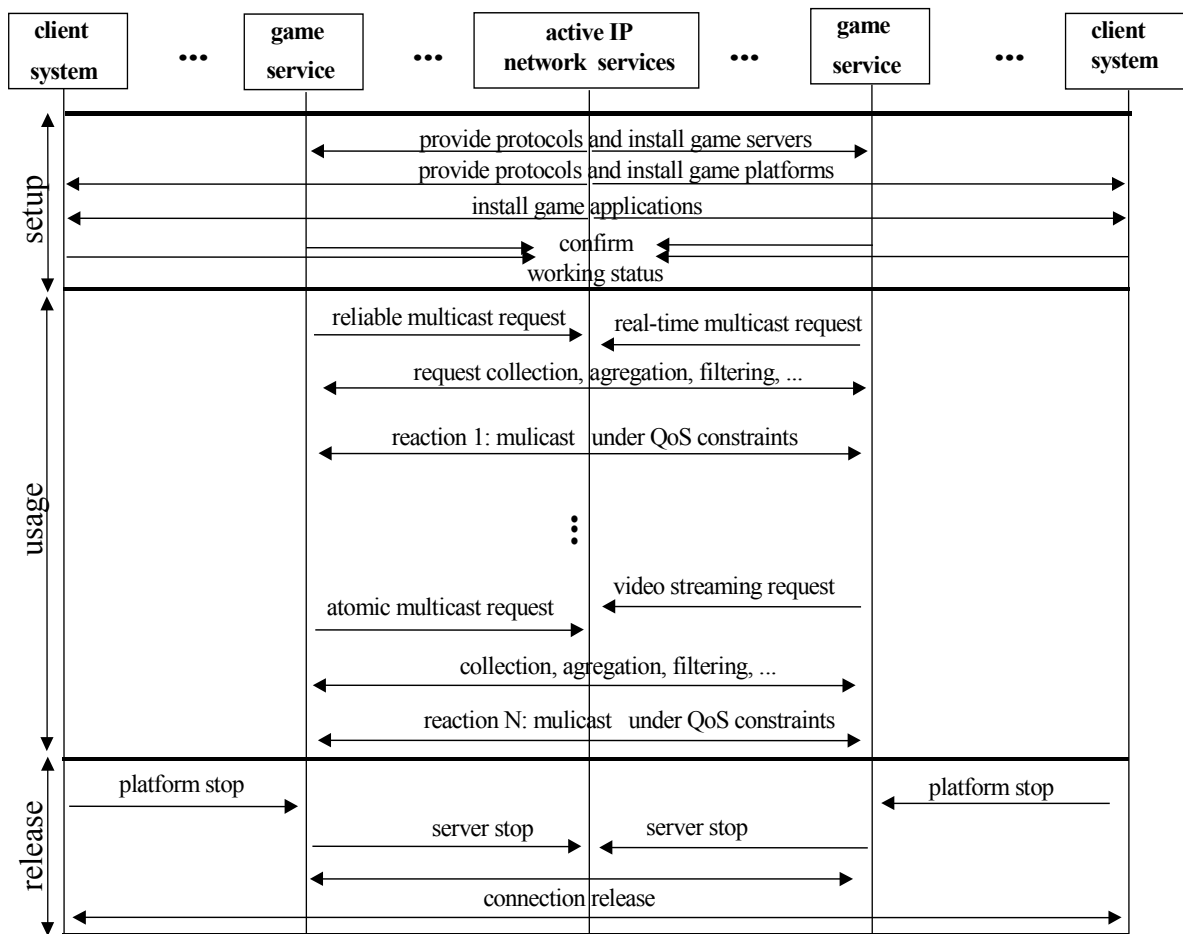 client
system
...
game
service
...
active IP
network services
...
game
service
...
client
system
setup
provide protocols and install game servers
provide protocols and install game platforms
install game applications
confirm
working status
usage
reliable multicast request
real-time multicast request
request collection, agregation, filtering, ...
reaction 1: mulicast under QoS constraints
...
video streaming request
atomic multicast request
collection, agregation, filtering, ...
reaction N: mulicast under QoS constraints
release
platform stop
platform stop
server stop
server stop
connection release